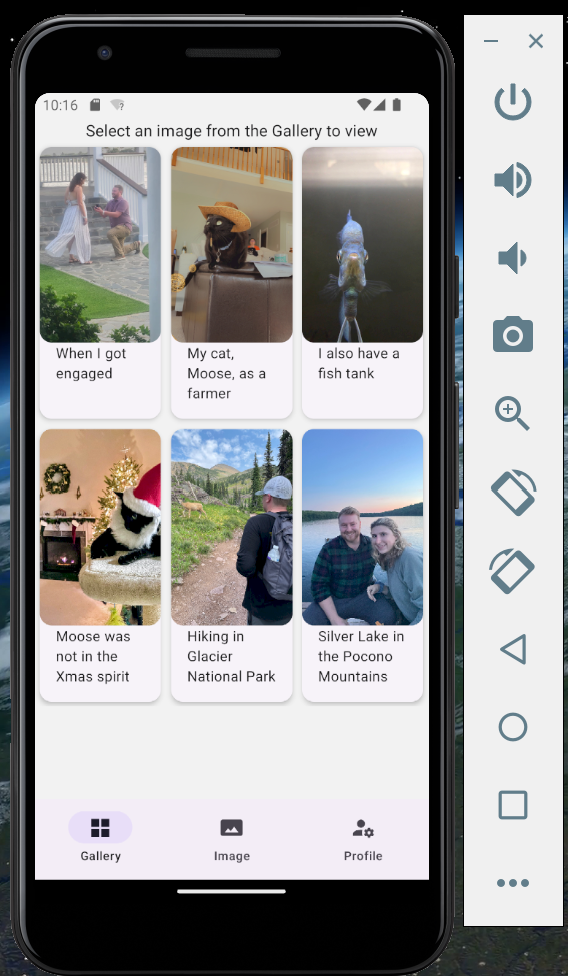 10:16
Select an image from the Gallery to view
When I got
engaged
My cat,
Moose, as a
farmer
I also have a
fish tank
Moose was
not in the
Xmas spirit
Hiking in
Glacier
National Park
Silver Lake in
the Pocono
Mountains
Gallery
Image
Profile